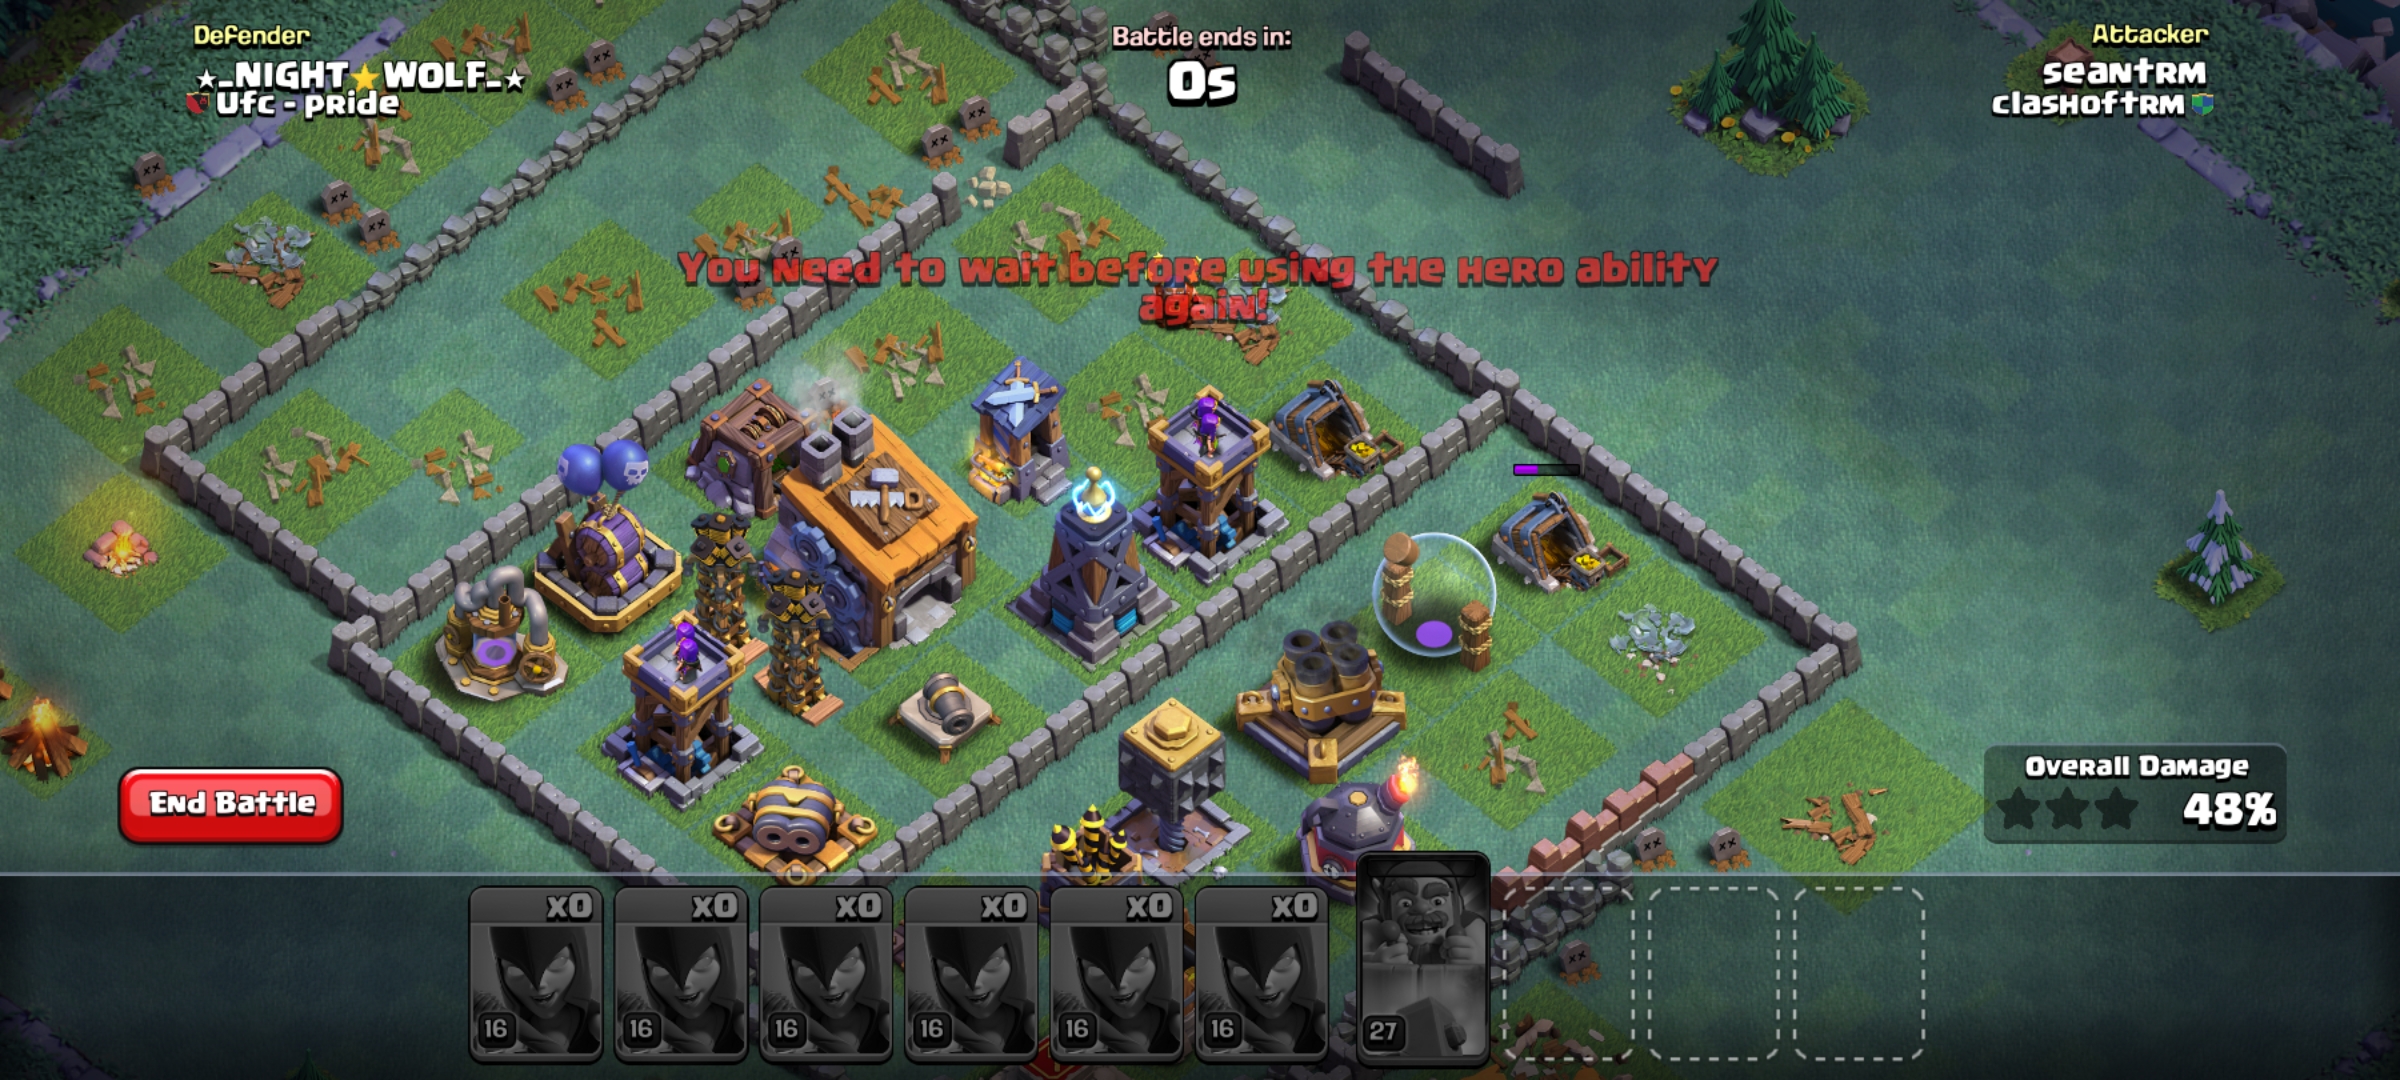 Defender
★_NIGHT⭐WOLF_★
Ufc - pride
Battle ends in:
0s
Attacker
seantRM
clashoftRM
You need to wait before using the hero ability
again!
End Battle
Overall Damage
48%
x0
x0
x0
x0
x0
x0
16
16
16
16
16
16
27